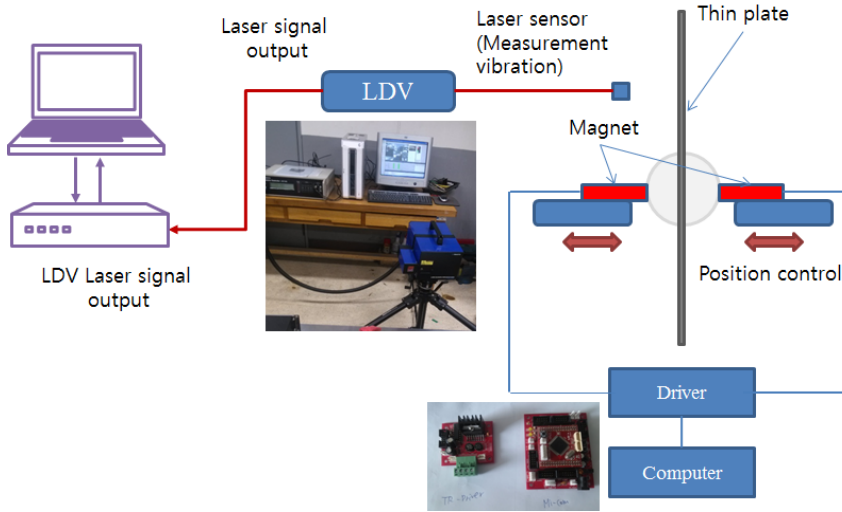 Laser signal
output
Laser sensor
(Measurement
vibration)
Thin plate
LDV
Magnet
LDV Laser signal
output
Position control
Driver
Computer